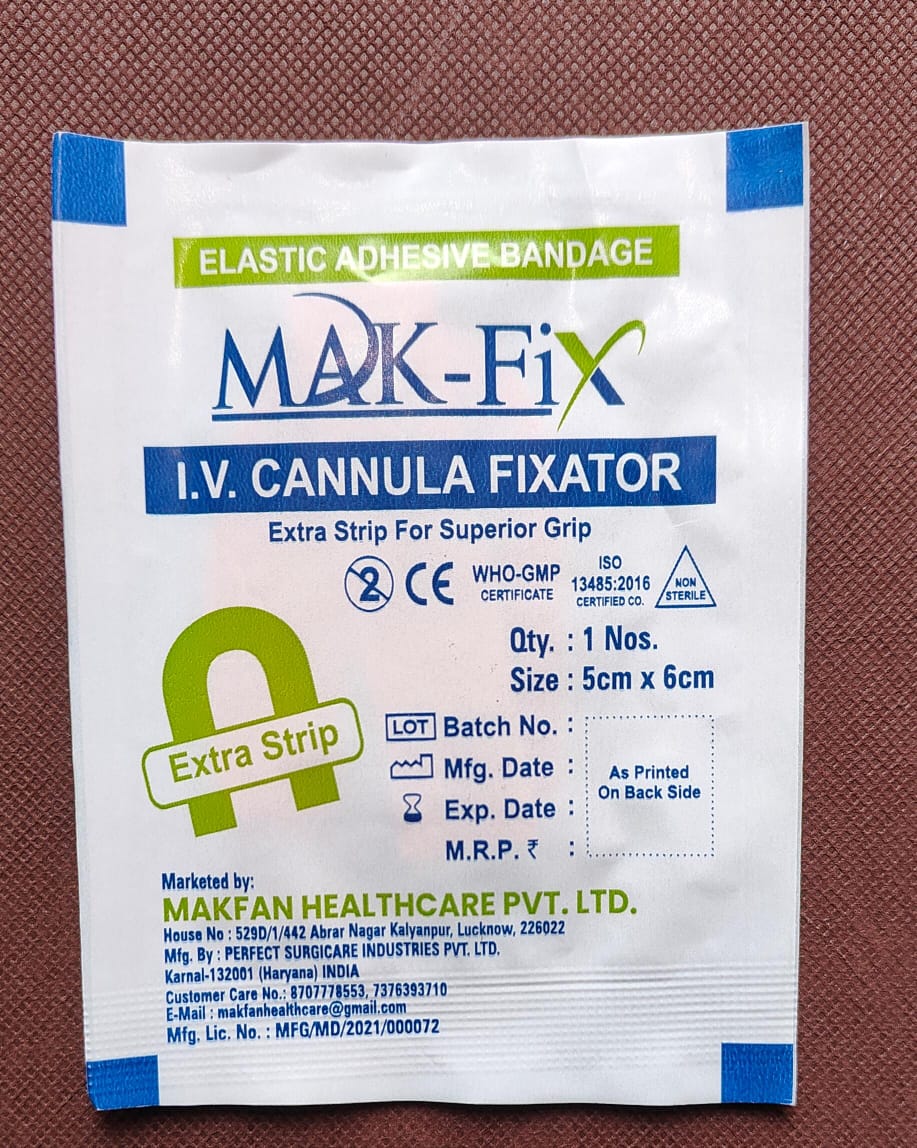 ELASTIC ADHESIVE BANDAGE
MAK-FiX
I.V. CANNULA FIXATOR
Extra Strip For Superior Grip
2 CE WHO-GMP CERTIFICATE ISO 13485:2016 CERTIFIED CO. NON STERILE
Qty. : 1 Nos.
Size : 5cm x 6cm
Extra Strip
LOT Batch No. :
Mfg. Date :
Exp. Date :
M.R.P. ₹ :
As Printed
On Back Side
Marketed by:
MAKFAN HEALTHCARE PVT. LTD.
House No : 529D/1/442 Abrar Nagar Kalyanpur, Lucknow, 226022
Mfg. By : PERFECT SURGICARE INDUSTRIES PVT. LTD.
Karnal-132001 (Haryana) INDIA
Customer Care No.: 8707778553, 7376393710
E-Mail : makfanhealthcare@gmail.com
Mfg. Lic. No. : MFG/MD/2021/000072